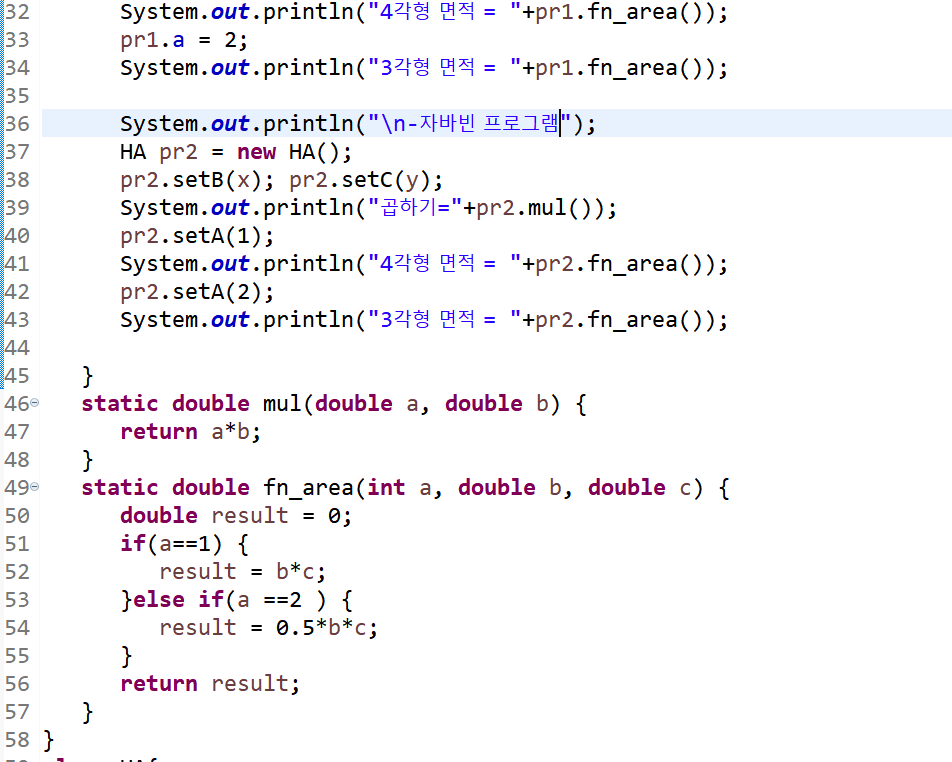 32 System.out.println("4각형 면적 = "+pr1.fn_area());
33 pr1.a = 2;
34 System.out.println("3각형 면적 = "+pr1.fn_area());
35
36 System.out.println("\n-자바빈 프로그램");
37 HA pr2 = new HA();
38 pr2.setB(x); pr2.setC(y);
39 System.out.println("곱하기="+pr2.mul());
40 pr2.setA(1);
41 System.out.println("4각형 면적 = "+pr2.fn_area());
42 pr2.setA(2);
43 System.out.println("3각형 면적 = "+pr2.fn_area());
44
45 }
46 static double mul(double a, double b) {
47 return a*b;
48 }
49 static double fn_area(int a, double b, double c) {
50 double result = 0;
51 if(a==1) {
52 result = b*c;
53 }else if(a ==2 ) {
54 result = 0.5*b*c;
55 }
56 return result;
57 }
58 }